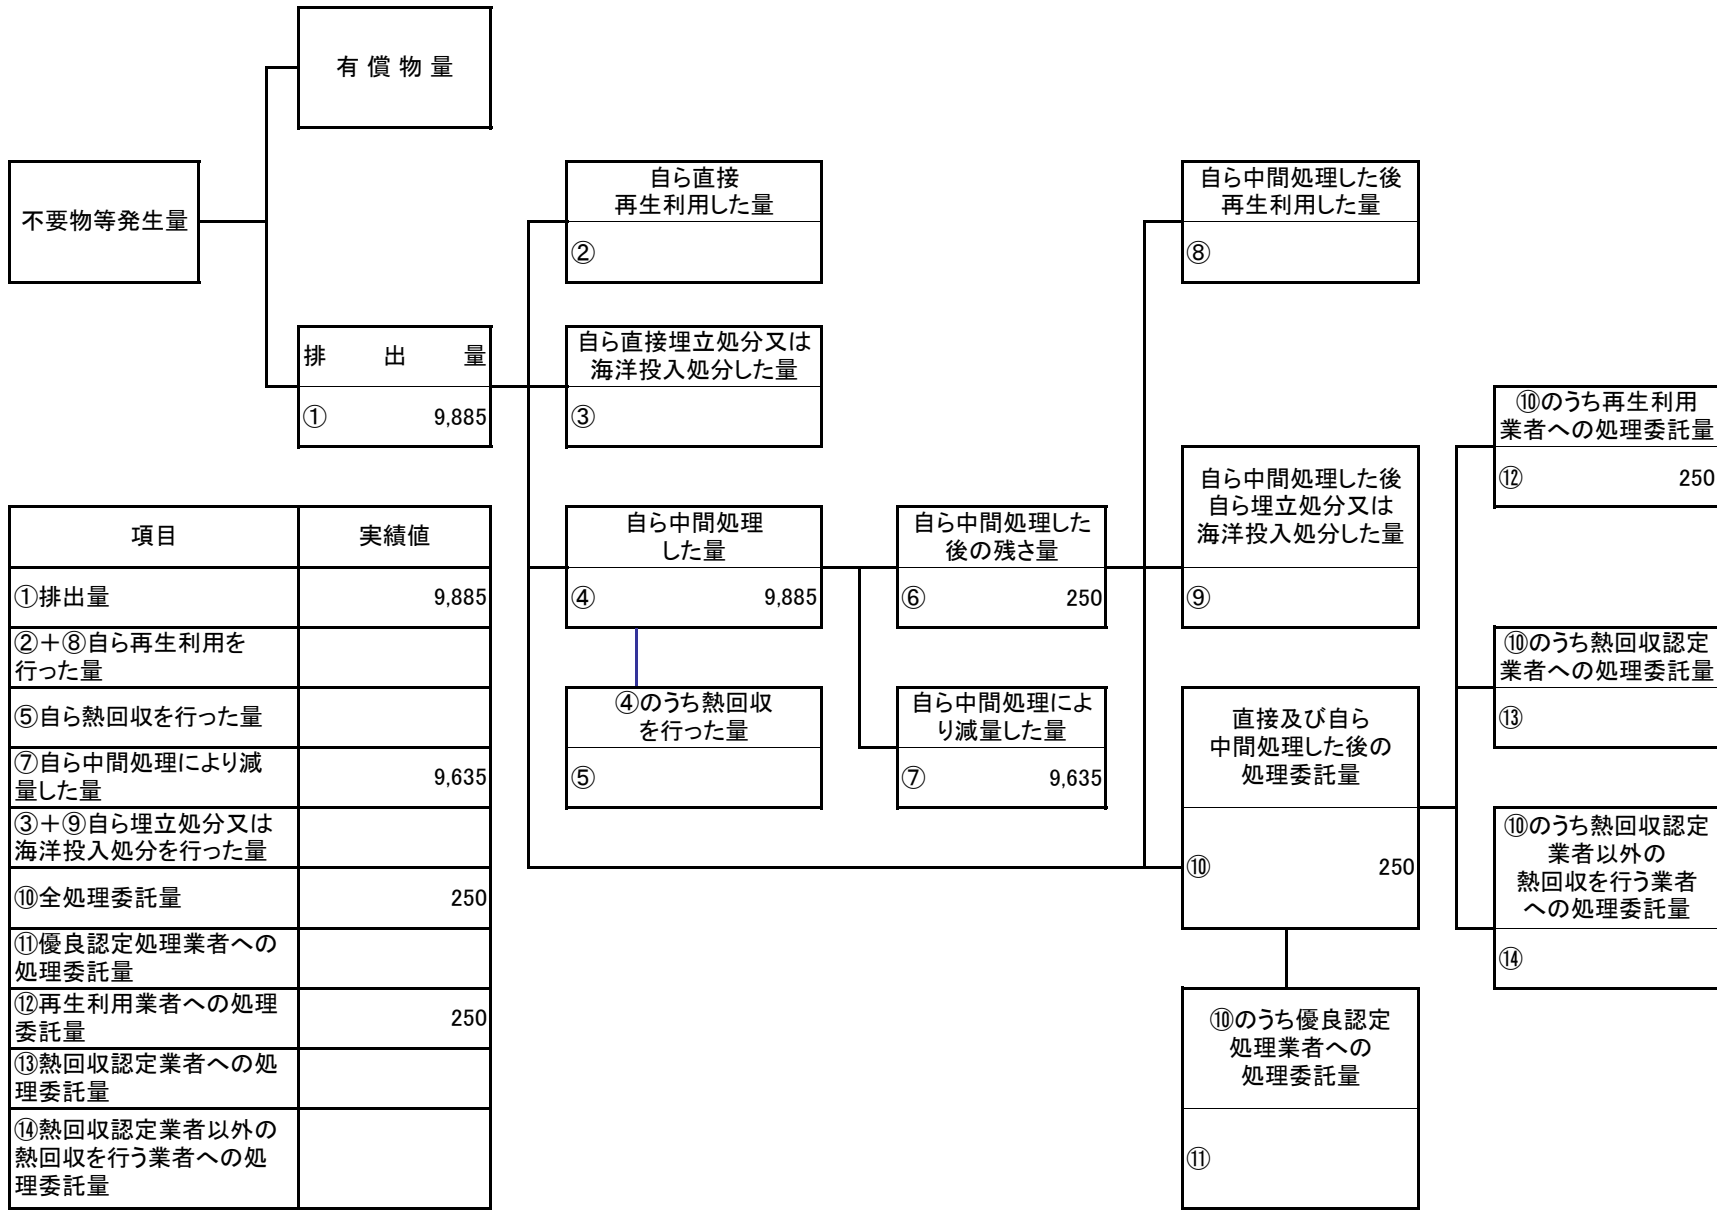 有 償 物 量
不要物等発生量
自ら直接
再生利用した量
②
自ら中間処理した後
再生利用した量
⑧
排 出 量
① 9,885
自ら直接埋立処分又は
海洋投入処分した量
③
⑩のうち再生利用
業者への処理委託量
⑫ 250
自ら中間処理した後
自ら埋立処分又は
海洋投入処分した量
⑨
自ら中間処理
した量
④ 9,885
自ら中間処理した
後の残さ量
⑥ 250
⑩のうち熱回収認定
業者への処理委託量
⑬
④のうち熱回収
を行った量
⑤
自ら中間処理によ
り減量した量
⑦ 9,635
直接及び自ら
中間処理した後の
処理委託量
⑩ 250
⑩のうち熱回収認定
業者以外の
熱回収を行う業者
への処理委託量
⑭
⑩のうち優良認定
処理業者への
処理委託量
⑪
項目 実績値
①排出量 9,885
②＋⑧自ら再生利用を
行った量
⑤自ら熱回収を行った量
⑦自ら中間処理により減
量した量 9,635
③＋⑨自ら埋立処分又は
海洋投入処分を行った量
⑩全処理委託量 250
⑪優良認定処理業者への
処理委託量
⑫再生利用業者への処理
委託量 250
⑬熱回収認定業者への処
理委託量
⑭熱回収認定業者以外の
熱回収を行う業者への処
理委託量